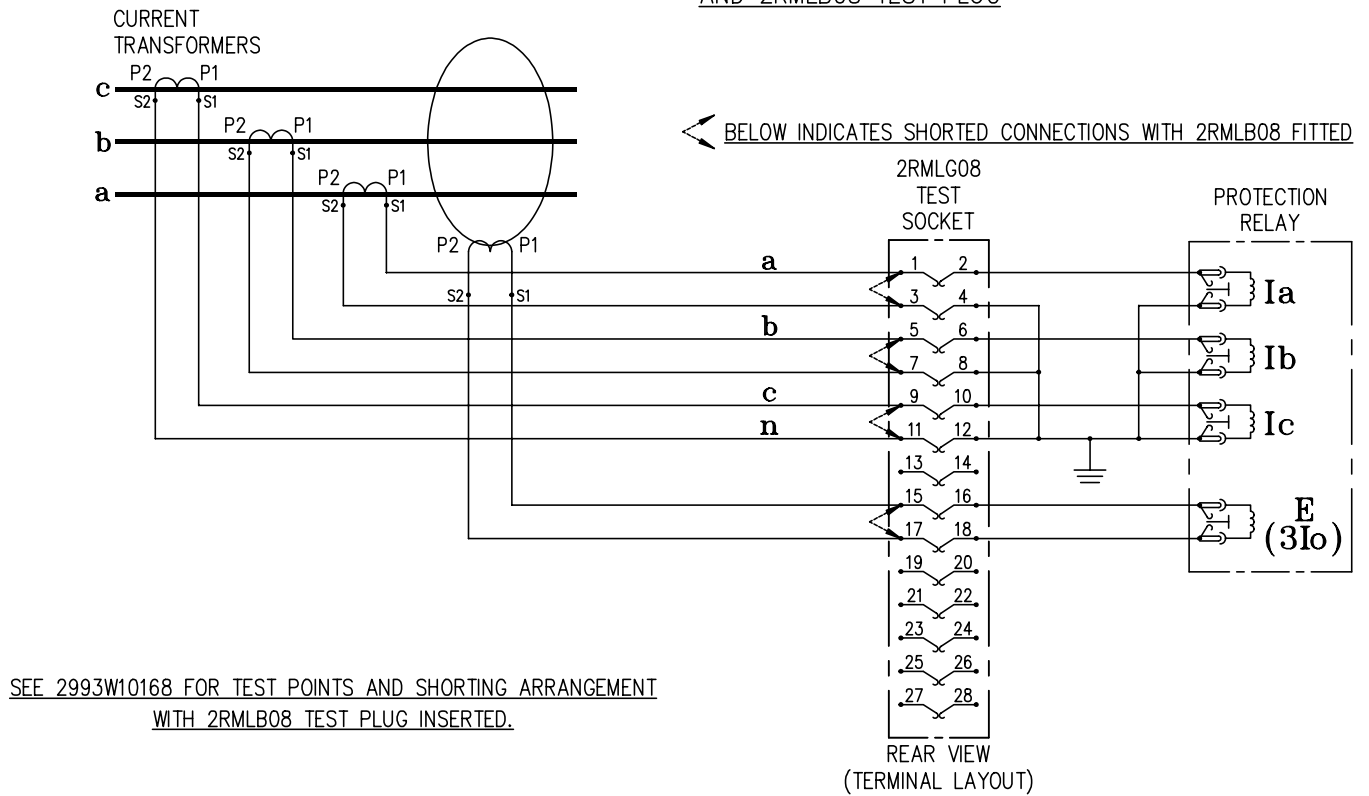 AND 2RMLB08 TEST PLUG
CURRENT
TRANSFORMERS
P2 P1
c
S2 S1
P2 P1
b
S2 S1
P2 P1
a
S2 S1
P2 P1
S2 S1
BELOW INDICATES SHORTED CONNECTIONS WITH 2RMLB08 FITTED
2RMLG08
TEST
SOCKET
PROTECTION
RELAY
a 1 2
Ia
3 4
b 5 6
Ib
7 8
c 9 10
Ic
n 11 12
13 14
15 16
E
(3Io)
17 18
19 20
21 22
23 24
25 26
27 28
REAR VIEW
(TERMINAL LAYOUT)
SEE 2993W10168 FOR TEST POINTS AND SHORTING ARRANGEMENT
WITH 2RMLB08 TEST PLUG INSERTED.